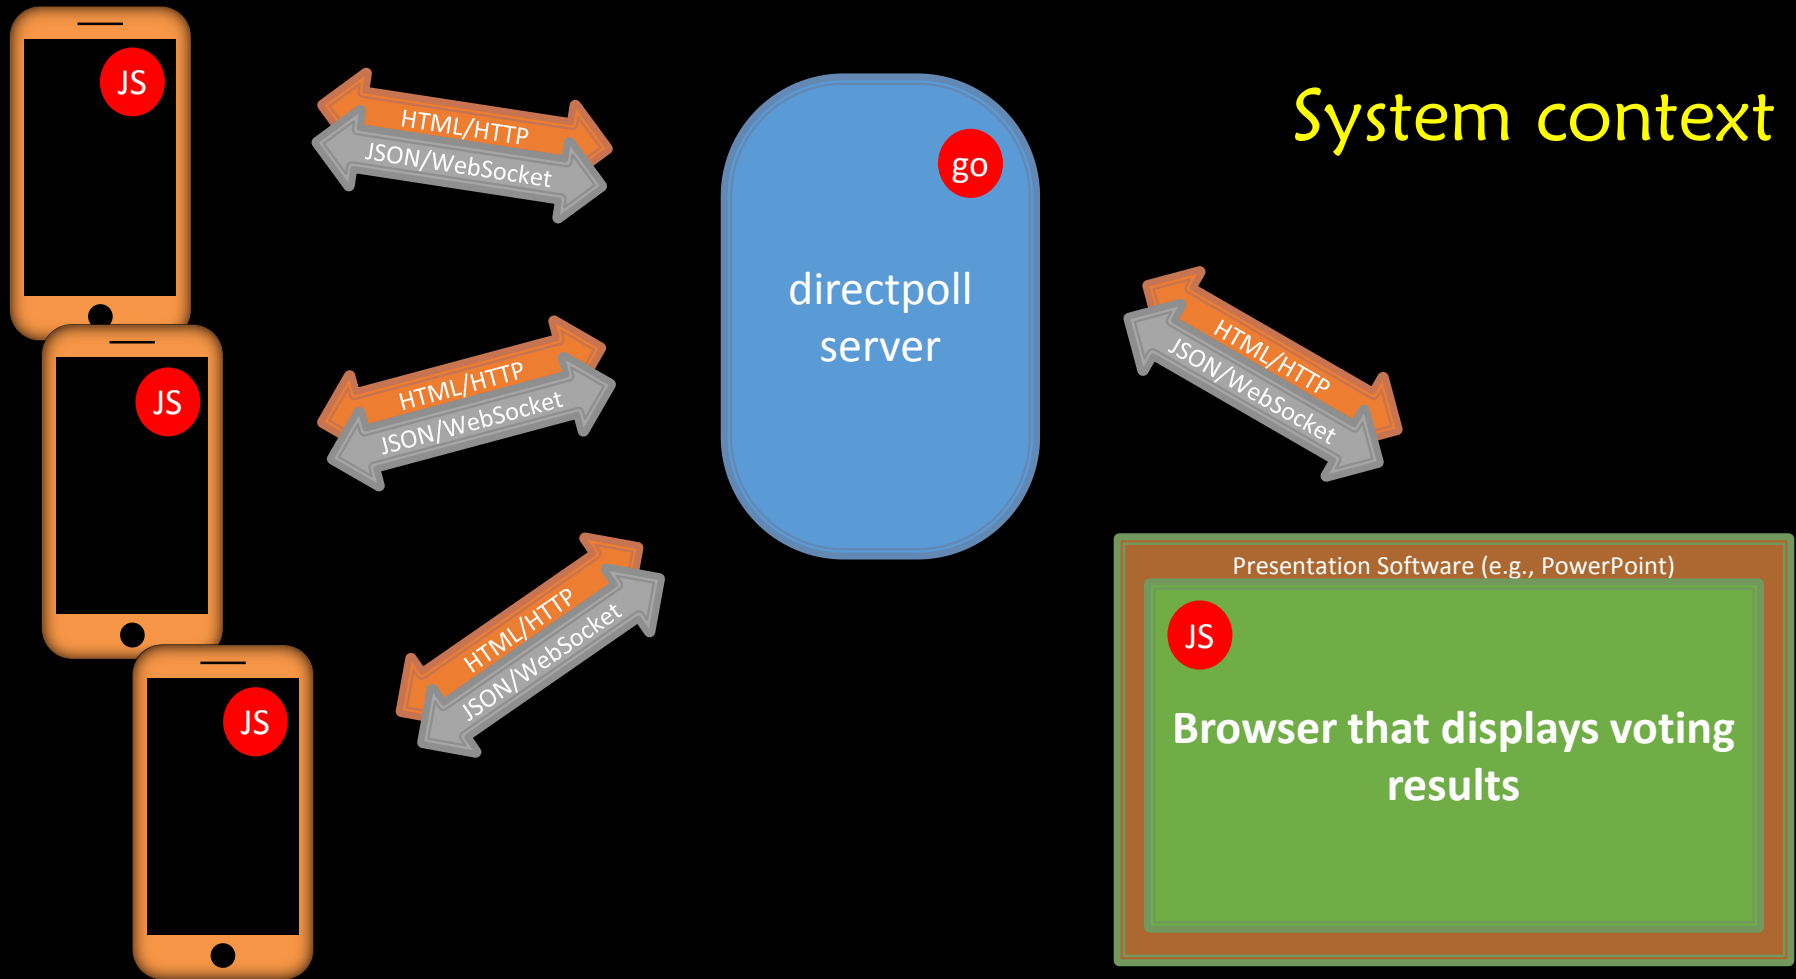 System context
JS
HTML/HTTP
JSON/WebSocket
go
directpoll
server
JS
HTML/HTTP
JSON/WebSocket
HTML/HTTP
JSON/WebSocket
JS
HTML/HTTP
JSON/WebSocket
Presentation Software (e.g., PowerPoint)
JS
Browser that displays voting
results